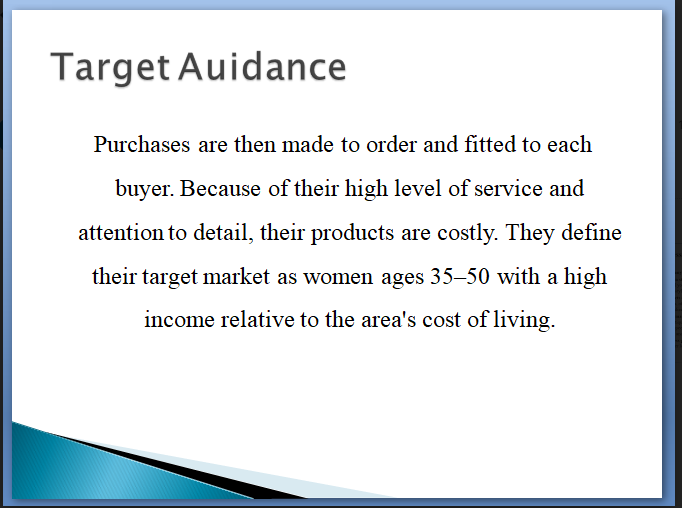 Target Auidance
Purchases are then made to order and fitted to each
buyer. Because of their high level of service and
attention to detail, their products are costly. They define
their target market as women ages 35–50 with a high
income relative to the area's cost of living.